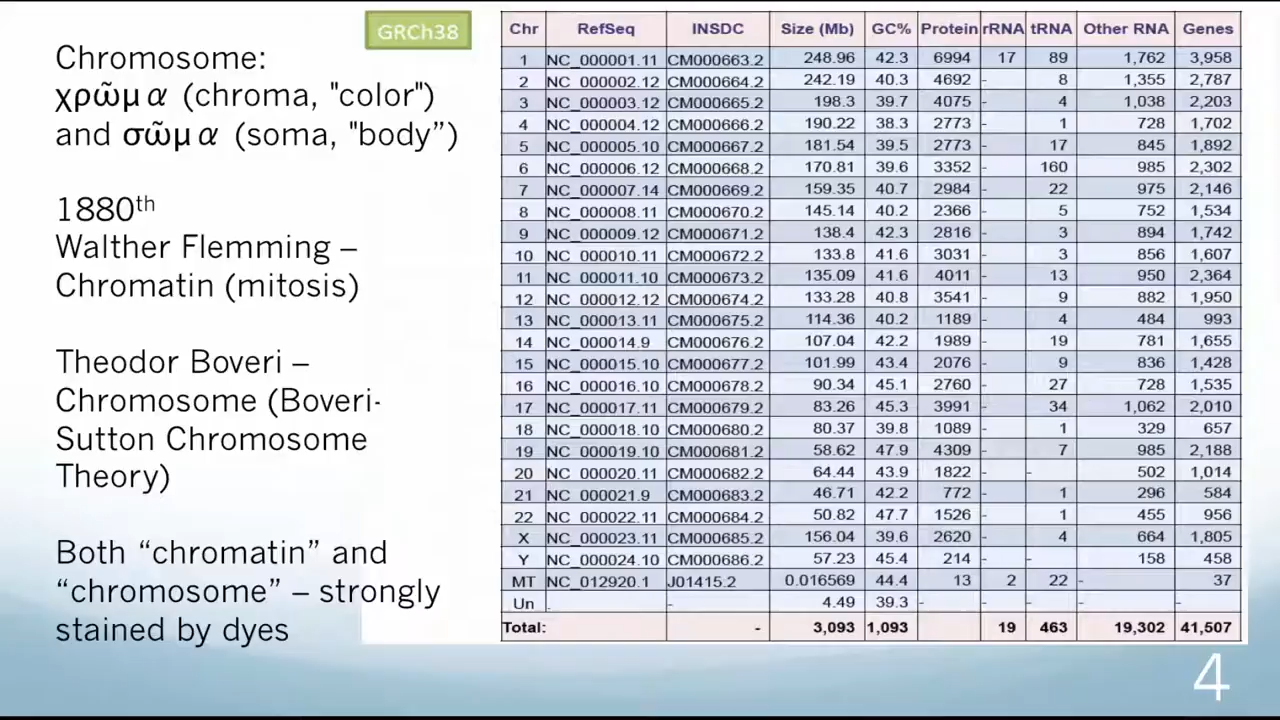 Chromosome:
χρῶμα (chroma, "color")
and σῶμα (soma, "body”)
1880th
Walther Flemming –
Chromatin (mitosis)
Theodor Boveri –
Chromosome (Boveri-
Sutton Chromosome
Theory)
Both “chromatin” and
“chromosome” – strongly
stained by dyes
GRCh38
Chr RefSeq INSDC Size (Mb) GC% Protein rRNA tRNA Other RNA Genes
1 NC_000001.11 CM000663.2 248.96 42.3 6994 17 89 1,762 3,958
2 NC_000002.12 CM000664.2 242.19 40.3 4692 - 8 1,355 2,787
3 NC_000003.12 CM000665.2 198.3 39.7 4075 - 4 1,038 2,203
4 NC_000004.12 CM000666.2 190.22 38.3 2773 - 1 728 1,702
5 NC_000005.10 CM000667.2 181.54 39.5 2773 - 17 845 1,892
6 NC_000006.12 CM000668.2 170.81 39.6 3352 - 160 985 2,302
7 NC_000007.14 CM000669.2 159.35 40.7 2984 - 22 975 2,146
8 NC_000008.11 CM000670.2 145.14 40.2 2366 - 5 752 1,534
9 NC_000009.12 CM000671.2 138.4 42.3 2816 - 3 894 1,742
10 NC_000010.11 CM000672.2 133.8 41.6 3031 - 3 856 1,607
11 NC_000011.10 CM000673.2 135.09 41.6 4011 - 13 950 2,364
12 NC_000012.12 CM000674.2 133.28 40.8 3541 - 9 882 1,950
13 NC_000013.11 CM000675.2 114.36 40.2 1189 - 4 484 993
14 NC_000014.9 CM000676.2 107.04 42.2 1989 - 19 781 1,655
15 NC_000015.10 CM000677.2 101.99 43.4 2076 - 9 836 1,428
16 NC_000016.10 CM000678.2 90.34 45.1 2760 - 27 728 1,535
17 NC_000017.11 CM000679.2 83.26 45.3 3991 - 34 1,062 2,010
18 NC_000018.10 CM000680.2 80.37 39.8 1089 - 1 329 657
19 NC_000019.10 CM000681.2 58.62 47.9 4309 - 7 985 2,188
20 NC_000020.11 CM000682.2 64.44 43.9 1822 - - 502 1,014
21 NC_000021.9 CM000683.2 46.71 42.2 772 - 1 296 584
22 NC_000022.11 CM000684.2 50.82 47.7 1526 - 1 455 956
X NC_000023.11 CM000685.2 156.04 39.6 2620 - 4 664 1,805
Y NC_000024.10 CM000686.2 57.23 45.4 214 - - 158 458
MT NC_012920.1 J01415.2 0.016569 44.4 13 2 22 - 37
Un - - 4.49 39.3 - - - - -
Total: - 3,093 1,093 19 463 19,302 41,507
4